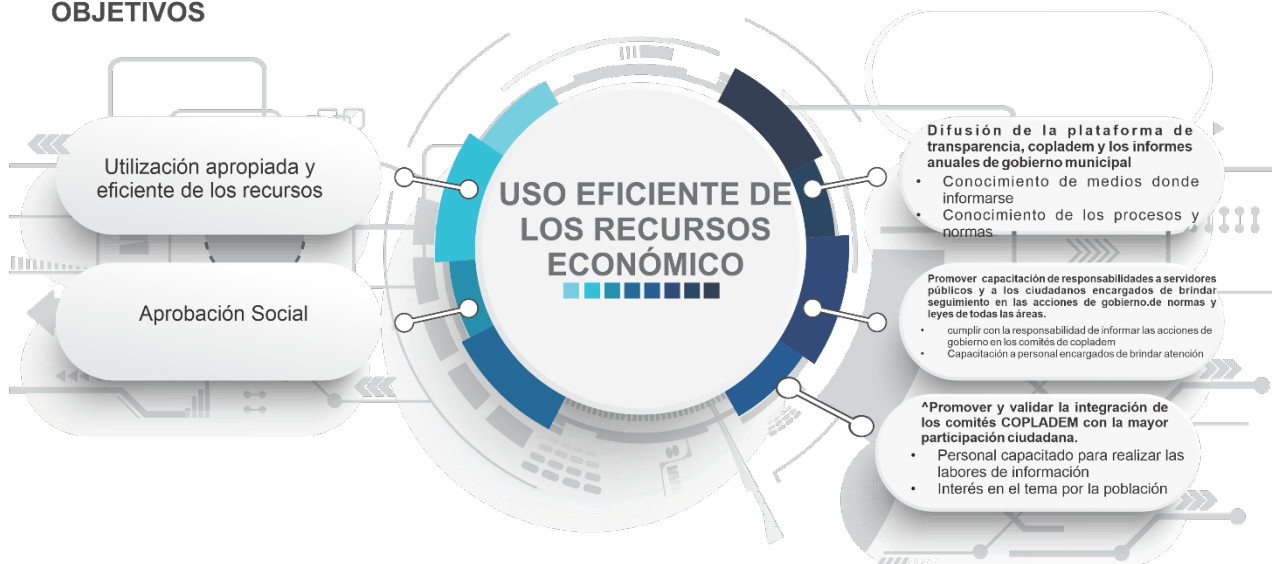 OBJETIVOS
Utilización apropiada y
eficiente de los recursos
Aprobación Social
USO EFICIENTE DE
LOS RECURSOS
ECONÓMICO
Difusión de la plataforma de
transparencia, copladem y los informes
anuales de gobierno municipal
• Conocimiento de medios donde
informarse
• Conocimiento de los procesos y
normas
Promover capacitación de responsabilidades a servidores
públicos y a los ciudadanos encargados de brindar
seguimiento en las acciones de gobierno.de normas y
leyes de todas las áreas.
• cumplir con la responsabilidad de informar las acciones de
gobierno en los comités de copladem
• Capacitación a personal encargados de brindar atención
^Promover y validar la integración de
los comités COPLADEM con la mayor
participación ciudadana.
• Personal capacitado para realizar las
labores de información
• Interés en el tema por la población